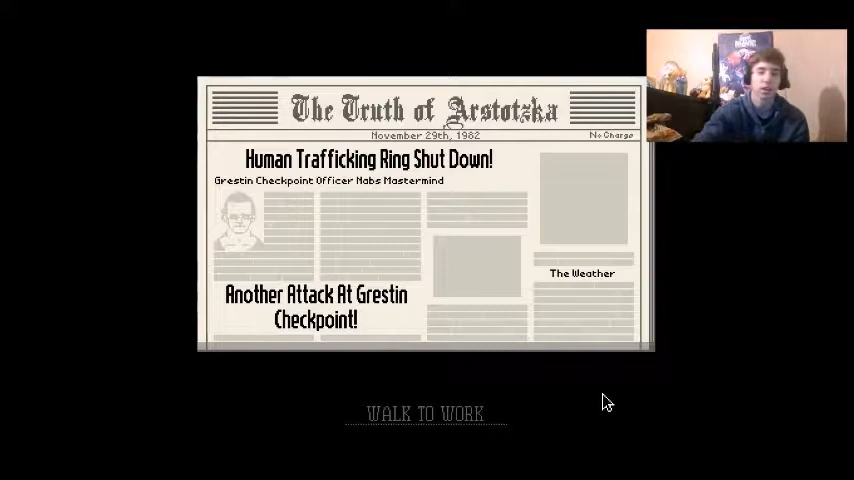 The Truth of Arstotzka
November 29th, 1982
No Charge
Human Trafficking Ring Shut Down!
Grestin Checkpoint Officer Nabs Mastermind
The Weather
Another Attack At Grestin
Checkpoint!
WALK TO WORK